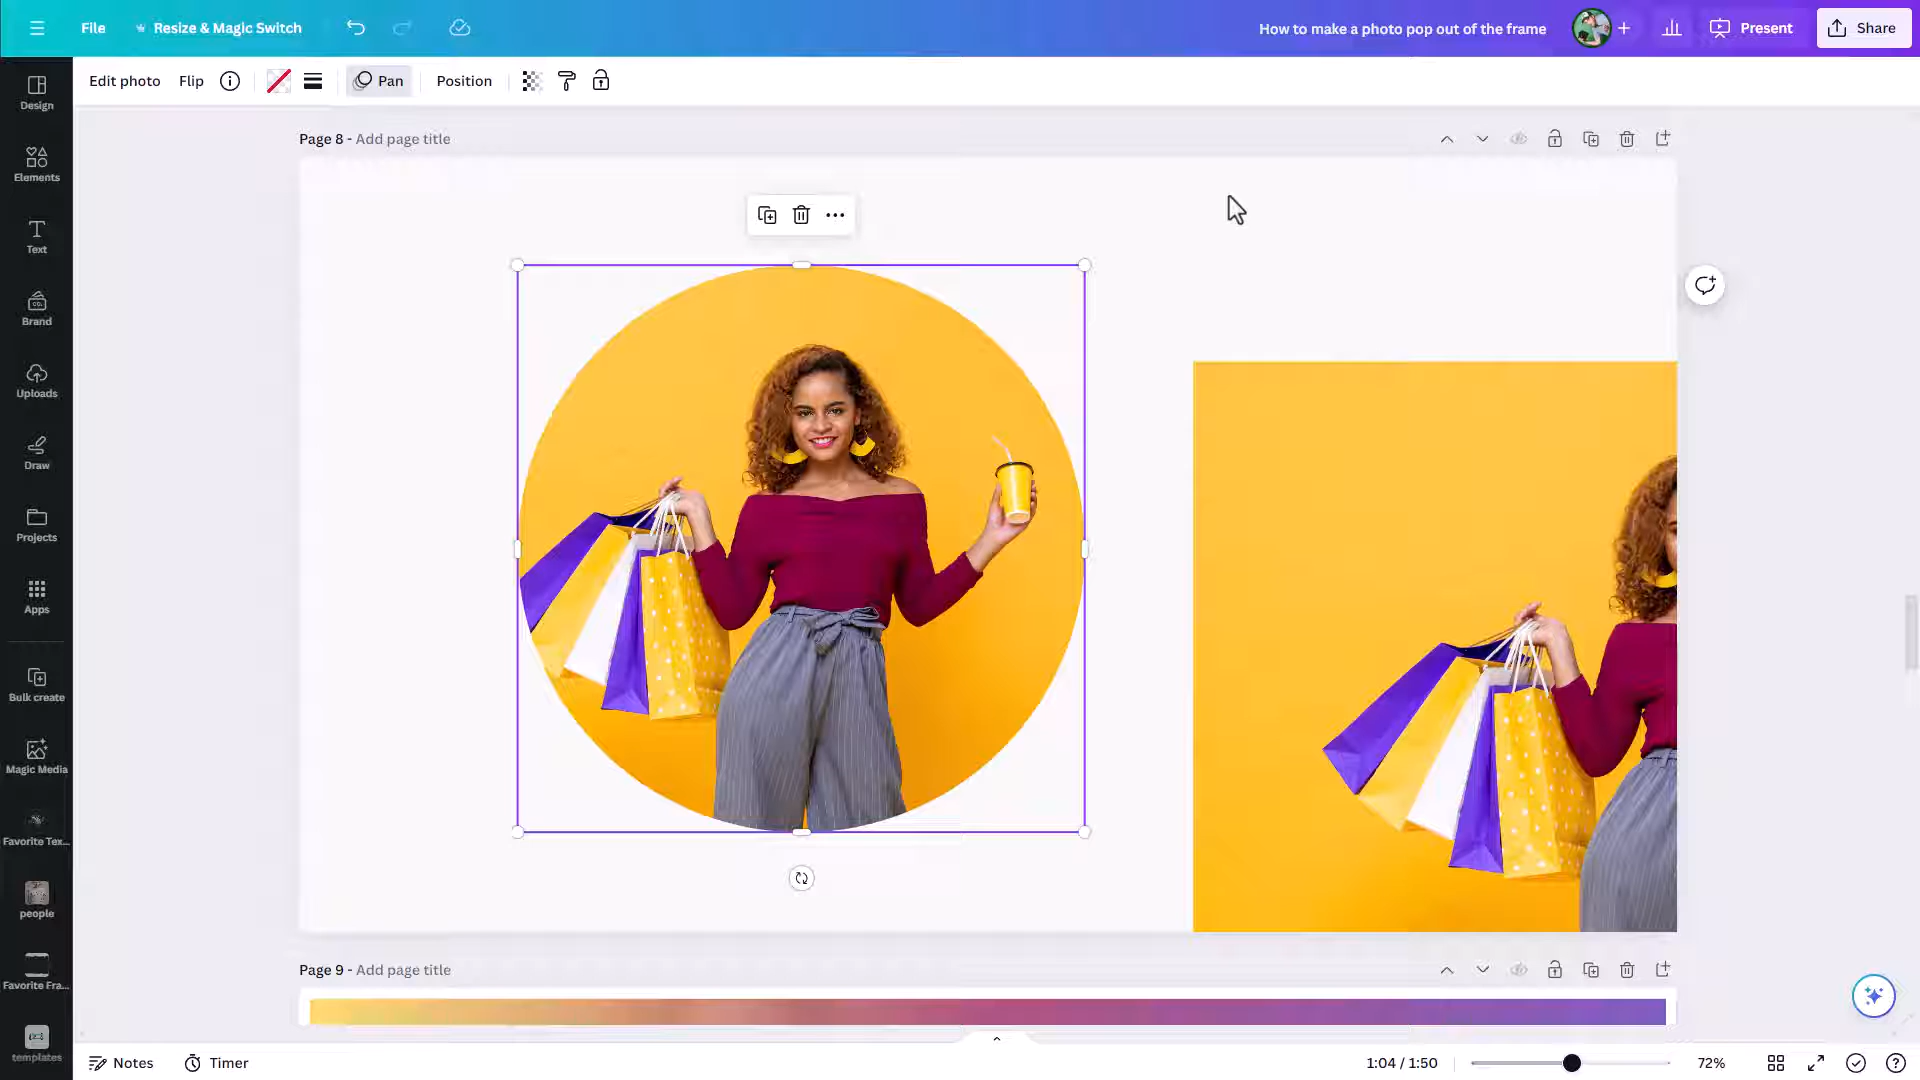 File
Resize & Magic Switch
How to make a photo pop out of the frame
Present
Share
Edit photo
Flip
Pan
Position
Design
Elements
Text
Brand
Uploads
Draw
Projects
Apps
Bulk create
Magic Media
Favorite Tex...
people
Favorite Fra...
templates
Page 8 - Add page title
Page 9 - Add page title
Notes
Timer
1:04 / 1:50
72%